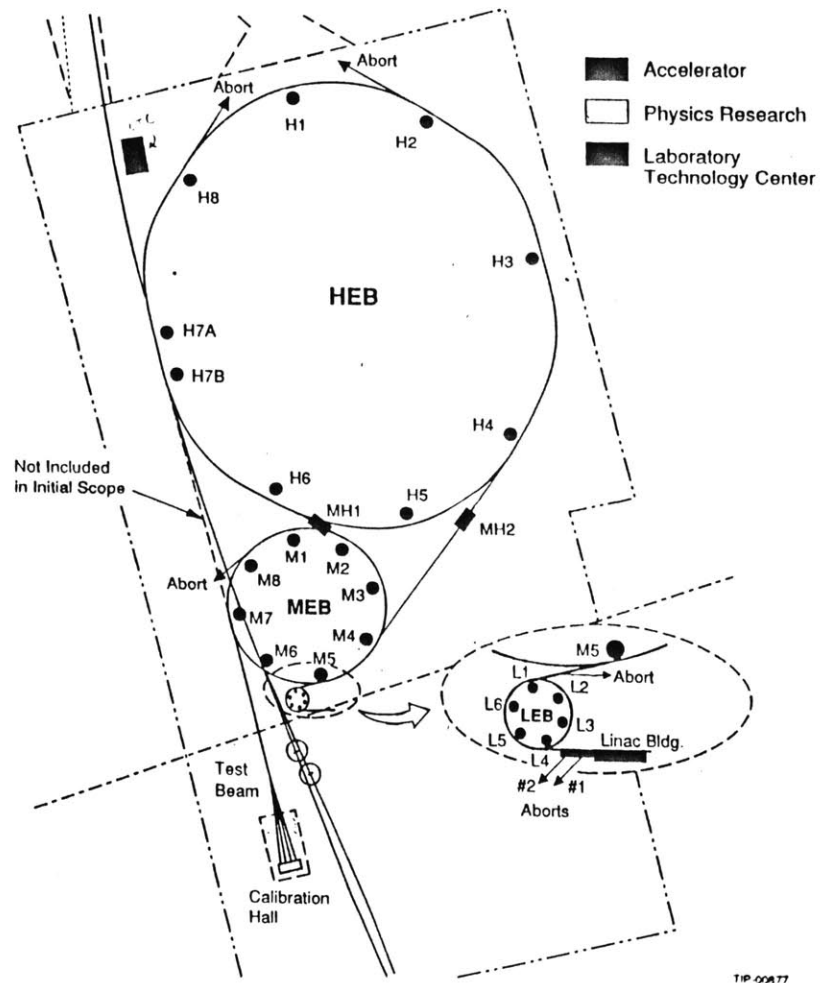 Abort
Abort
H1
H2
Accelerator
Physics Research
Laboratory
Technology Center
H8
H3
HEB
H7A
H7B
H4
Not Included
in Initial Scope
H6
H5
MH1
MH2
M1
M2
Abort
M8
M3
MEB
M7
M4
M6
M5
M5
L1
L2
Abort
L6
LEB
L3
L5
L4
Linac Bldg.
#2
#1
Aborts
Test
Beam
Calibration
Hall
TIP-00877